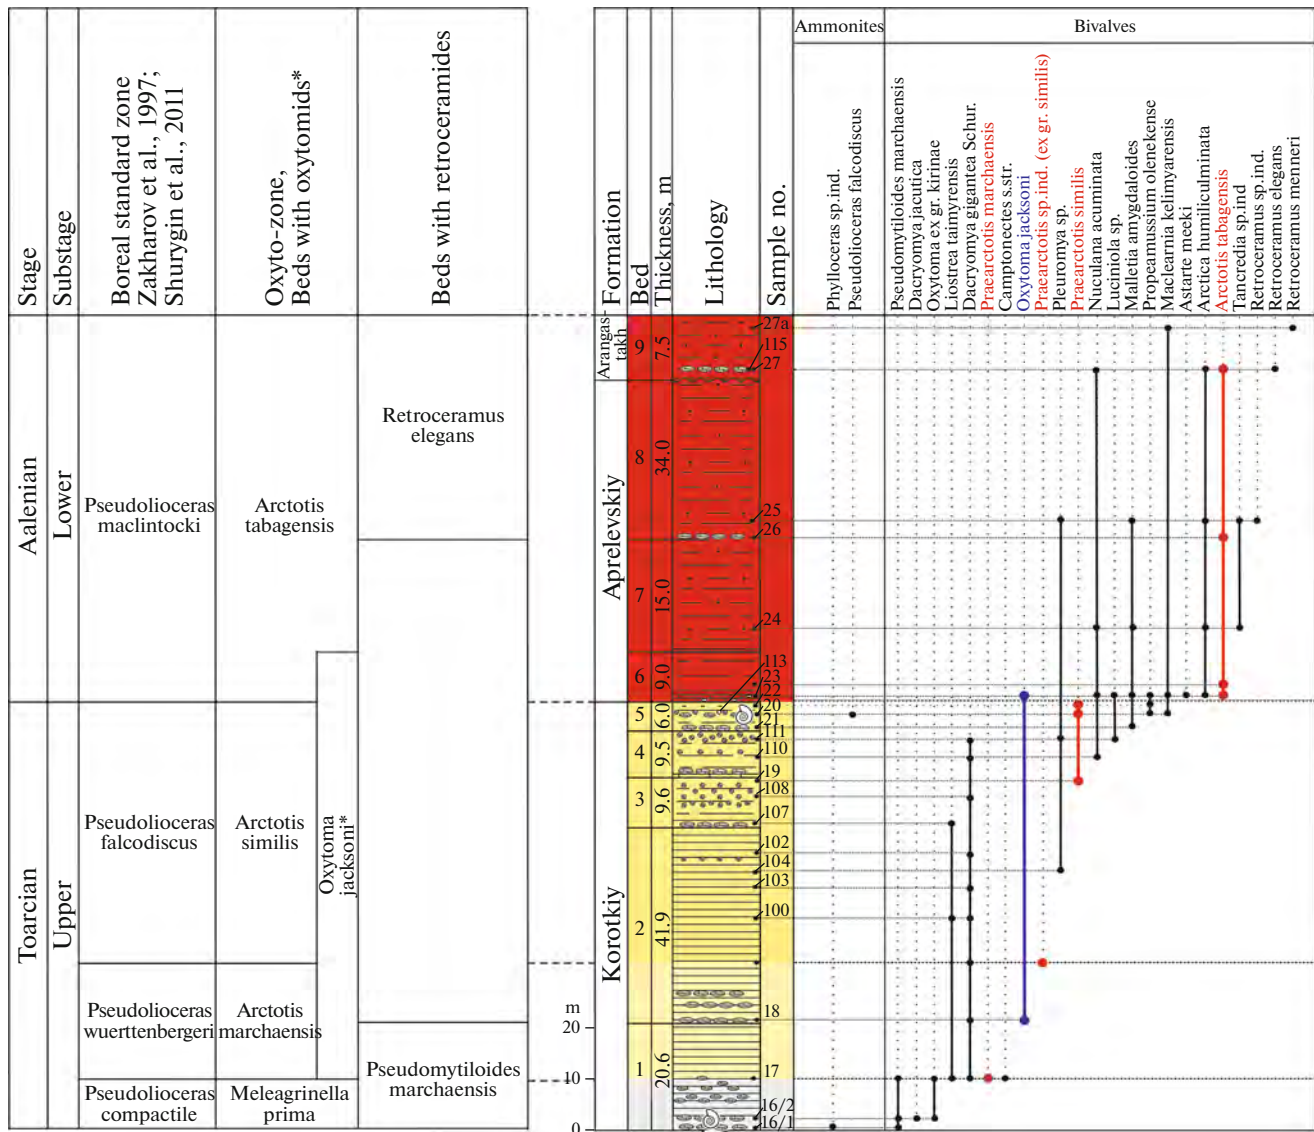 Stage
Substage
Boreal standard zone
Zakharov et al., 1997;
Shurygin et al., 2011
Oxyto-zone,
Beds with oxytomids*
Beds with retroceramides
Formation
Bed
Thickness, m
Lithology
Sample no.
Ammonites
Bivalves
Phylloceras sp.ind.
Pseudolioceras falcodiscus
Pseudomytiloides marchaensis
Dacryomya jacutica
Oxytoma ex gr. kirinae
Liostrea taimyrensis
Dacryomya gigantea Schur.
Praearctotis marchaensis
Camptonectes s.str.
Oxytoma jacksoni
Praearctotis sp.ind. (ex gr. similis)
Praearctotis similis
Pleuromya sp.
Nuculana acuminata
Luciniola sp.
Malletia amygdaloides
Propeamussium olenekense
Maclearnia kelimyarensis
Astarte meeki
Arctica humiliculminata
Arctotis tabagensis
Tancredia sp.ind
Retroceramus sp.ind.
Retroceramus elegans
Retroceramus menneri
Aalenian
Lower
Toarcian
Upper
Pseudolioceras
maclintocki
Pseudolioceras
falcodiscus
Pseudolioceras
wuerttenbergeri
Pseudolioceras
compactile
Arctotis
tabagensis
Arctotis
similis
Arctotis
marchaensis
Meleagrinella
prima
Oxytoma
jacksoni*
Retroceramus
elegans
Pseudomytiloides
marchaensis
m
20
10
0
Arangas-
takh
Aprelevskiy
Korotkiy
9
8
7
6
5
4
3
2
1
7.5
34.0
15.0
9.0
6.0
9.5
9.6
41.9
20.6
27a
115
27
25
26
24
113
23
22
20
21
111
110
19
108
107
102
104
103
100
18
17
16/2
16/1